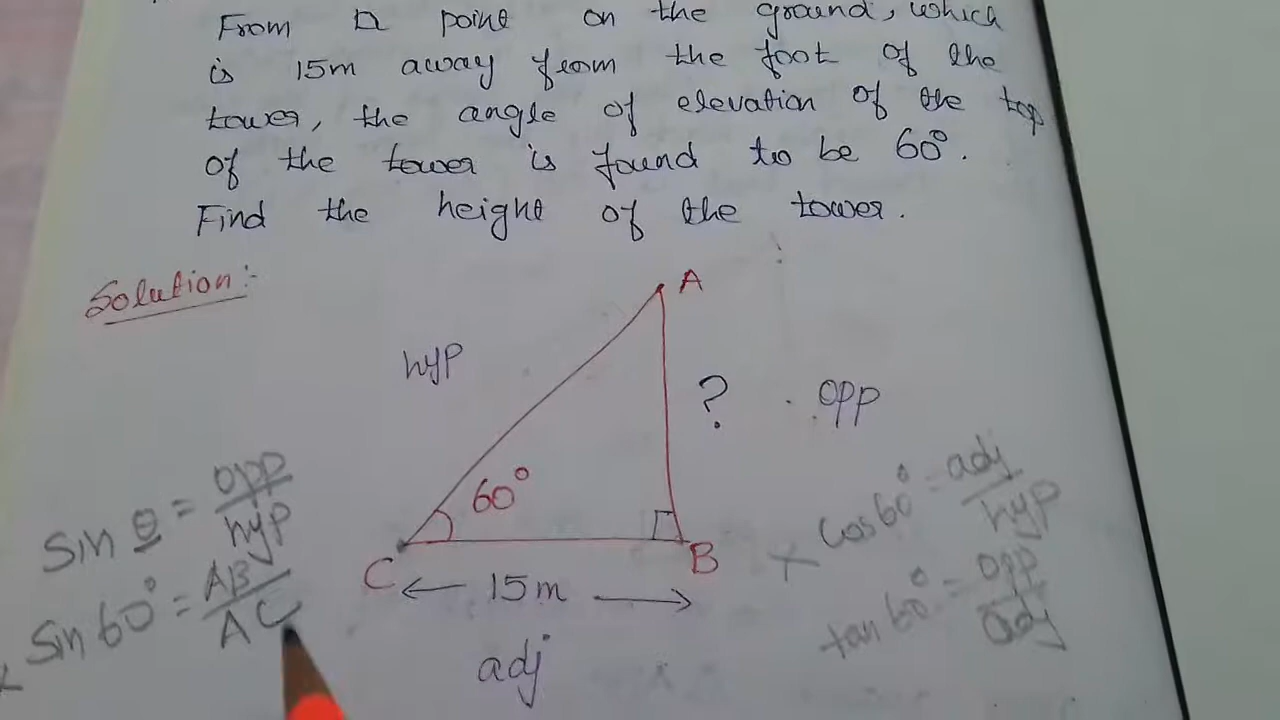 From a point on the ground, which
is 15m away from the foot of the
tower, the angle of elevation of the top
of the tower is found to be 60°.
Find the height of the tower.
Solution:-
A
hyp
? opp
60°
C B
15m
adj
sin θ = opp/hyp
sin 60° = AB/AC
x
x cos 60° = adj/hyp
tan 60° = opp/adj